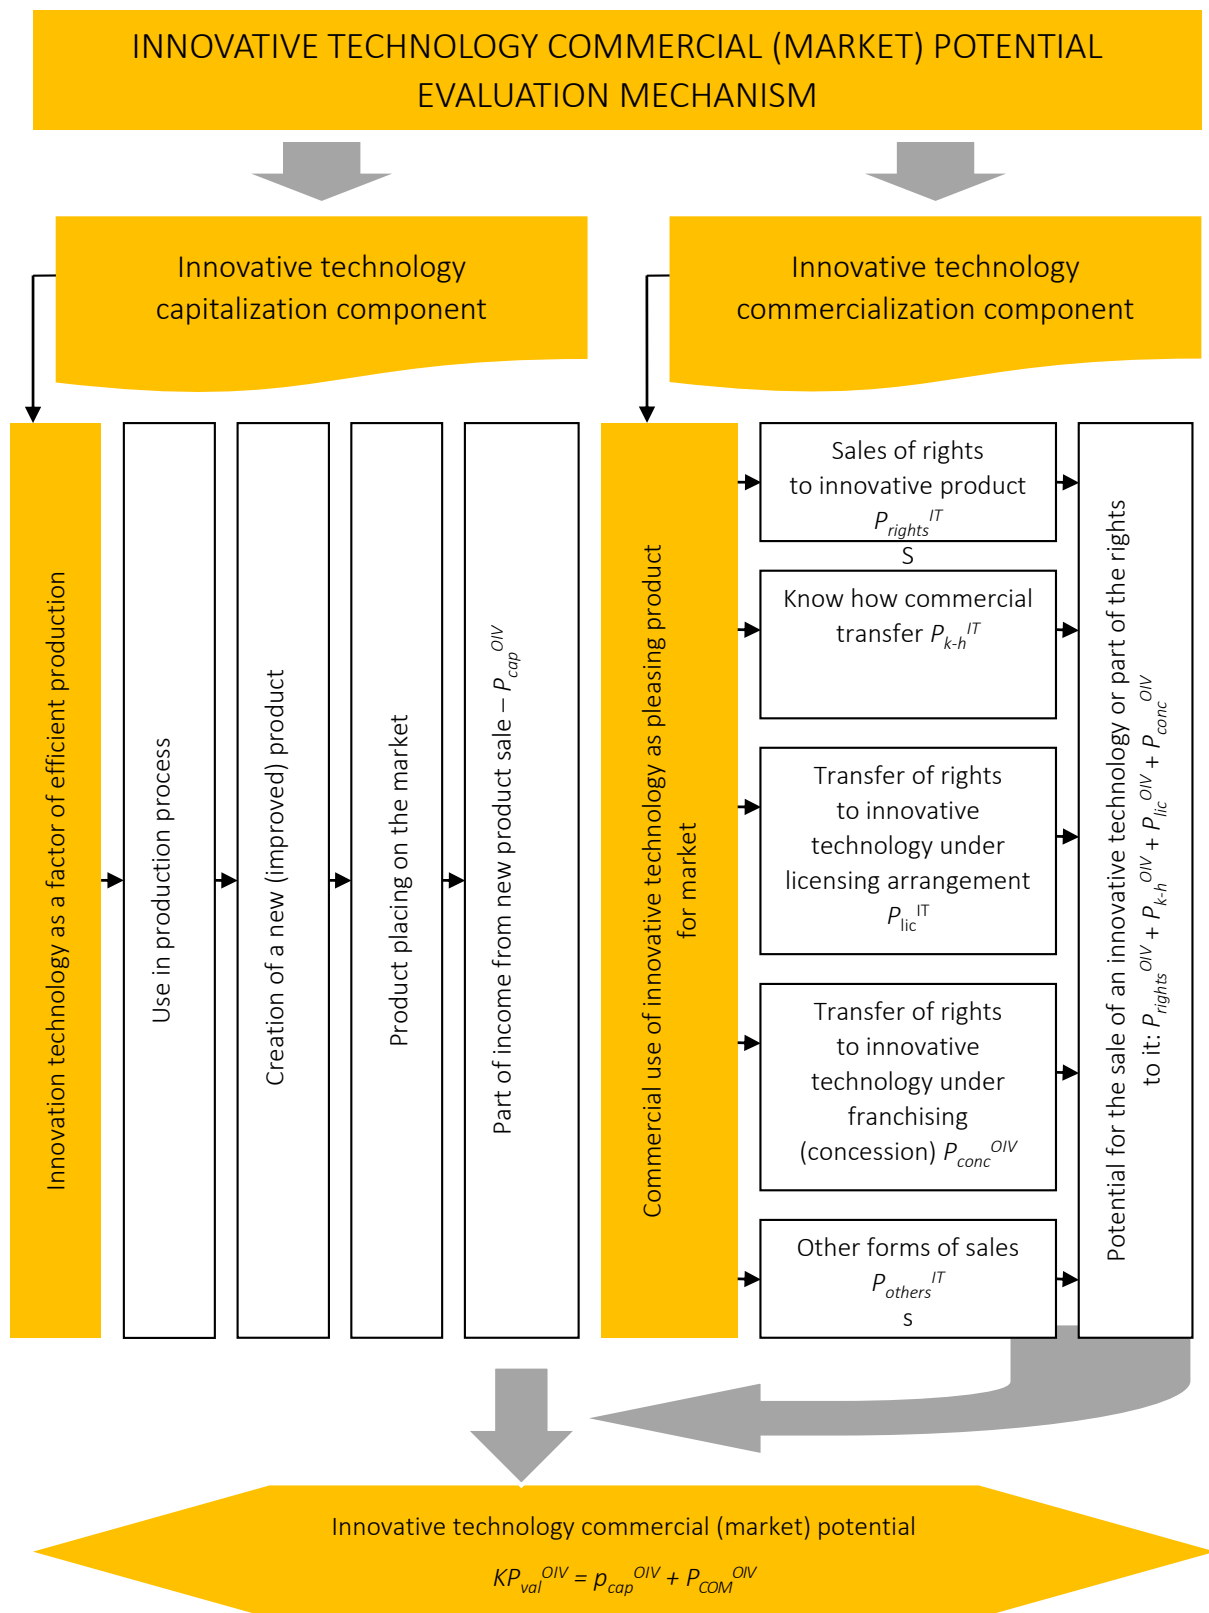 INNOVATIVE TECHNOLOGY COMMERCIAL (MARKET) POTENTIAL
EVALUATION MECHANISM
Innovative technology
capitalization component
Innovative technology
commercialization component
Innovation technology as a factor of efficient production
Use in production process
Creation of a new (improved) product
Product placing on the market
Part of income from new product sale – P_cap^OIV
Commercial use of innovative technology as pleasing product
for market
Sales of rights
to innovative product
P_rights^IT
S
Know how commercial
transfer P_k-h^IT
Transfer of rights
to innovative
technology under
licensing arrangement
P_lic^IT
Transfer of rights
to innovative
technology under
franchising
(concession) P_conc^OIV
Other forms of sales
P_others^IT
s
Potential for the sale of an innovative technology or part of the rights
to it: P_rights^OIV + P_k-h^OIV + P_lic^OIV + P_conc^OIV
Innovative technology commercial (market) potential
KP_val^OIV = p_cap^OIV + P_COM^OIV